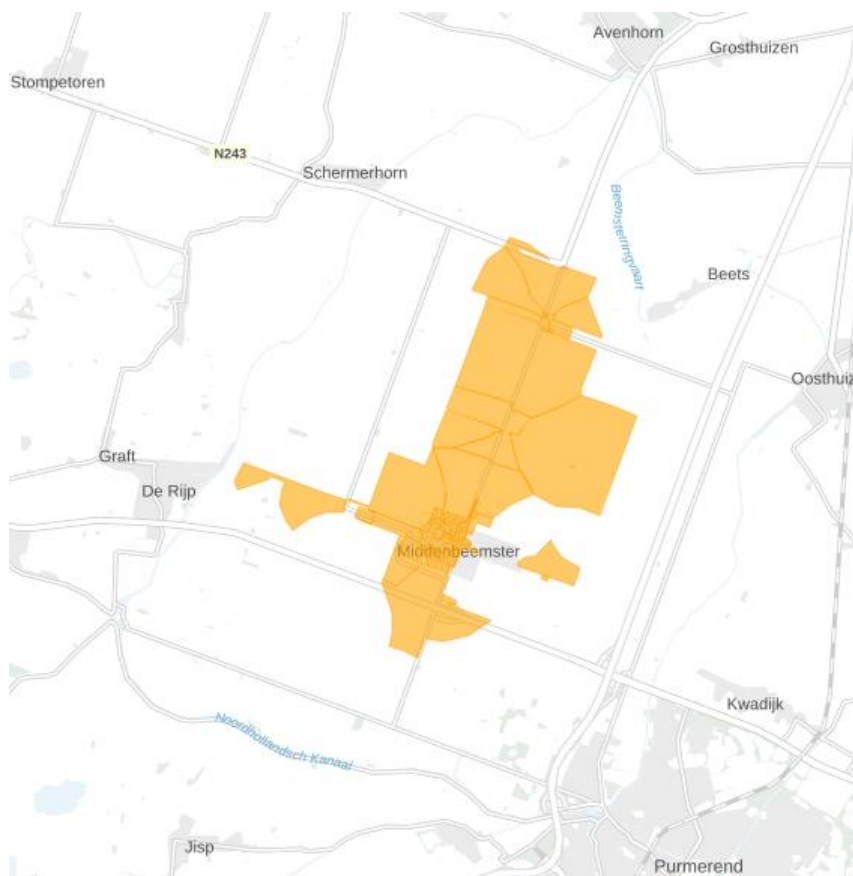 Avenhorn
Grosthuizen
Stompetoren
N243
Schermerhorn
Beemsterringvaart
Beets
Oosthuiz
Graft
De Rijp
Middenbeemster
Kwadijk
Noordhollandsch Kanaal
Jisp
Purmerend